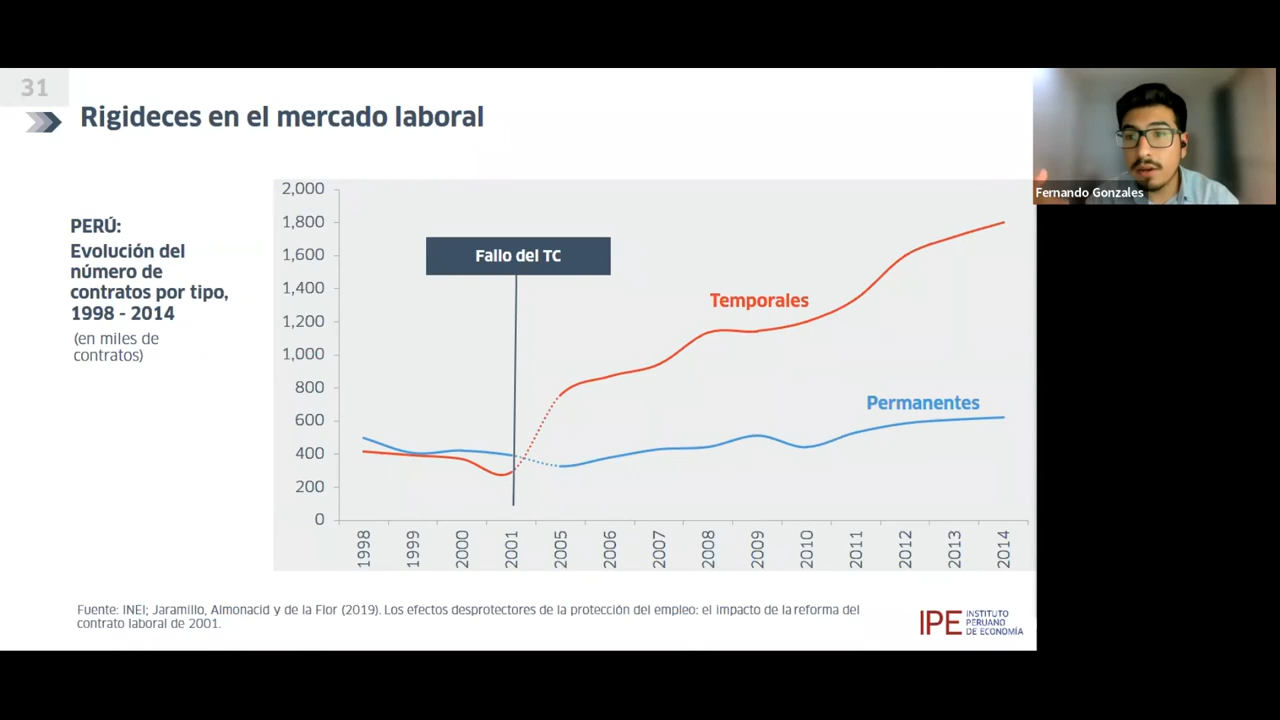 31
Rigideces en el mercado laboral
PERÚ:
Evolución del
número de
contratos por tipo,
1998 - 2014
(en miles de
contratos)
2,000
1,800
1,600
1,400
1,200
1,000
800
600
400
200
0
Fallo del TC
Temporales
Permanentes
1998
1999
2000
2001
2005
2006
2007
2008
2009
2010
2011
2012
2013
2014
Fuente: INEI; Jaramillo, Almonacid y de la Flor (2019). Los efectos desprotectores de la protección del empleo: el impacto de la reforma del
contrato laboral de 2001.
IPE
INSTITUTO
PERUANO
DE ECONOMÍA
Fernando Gonzales